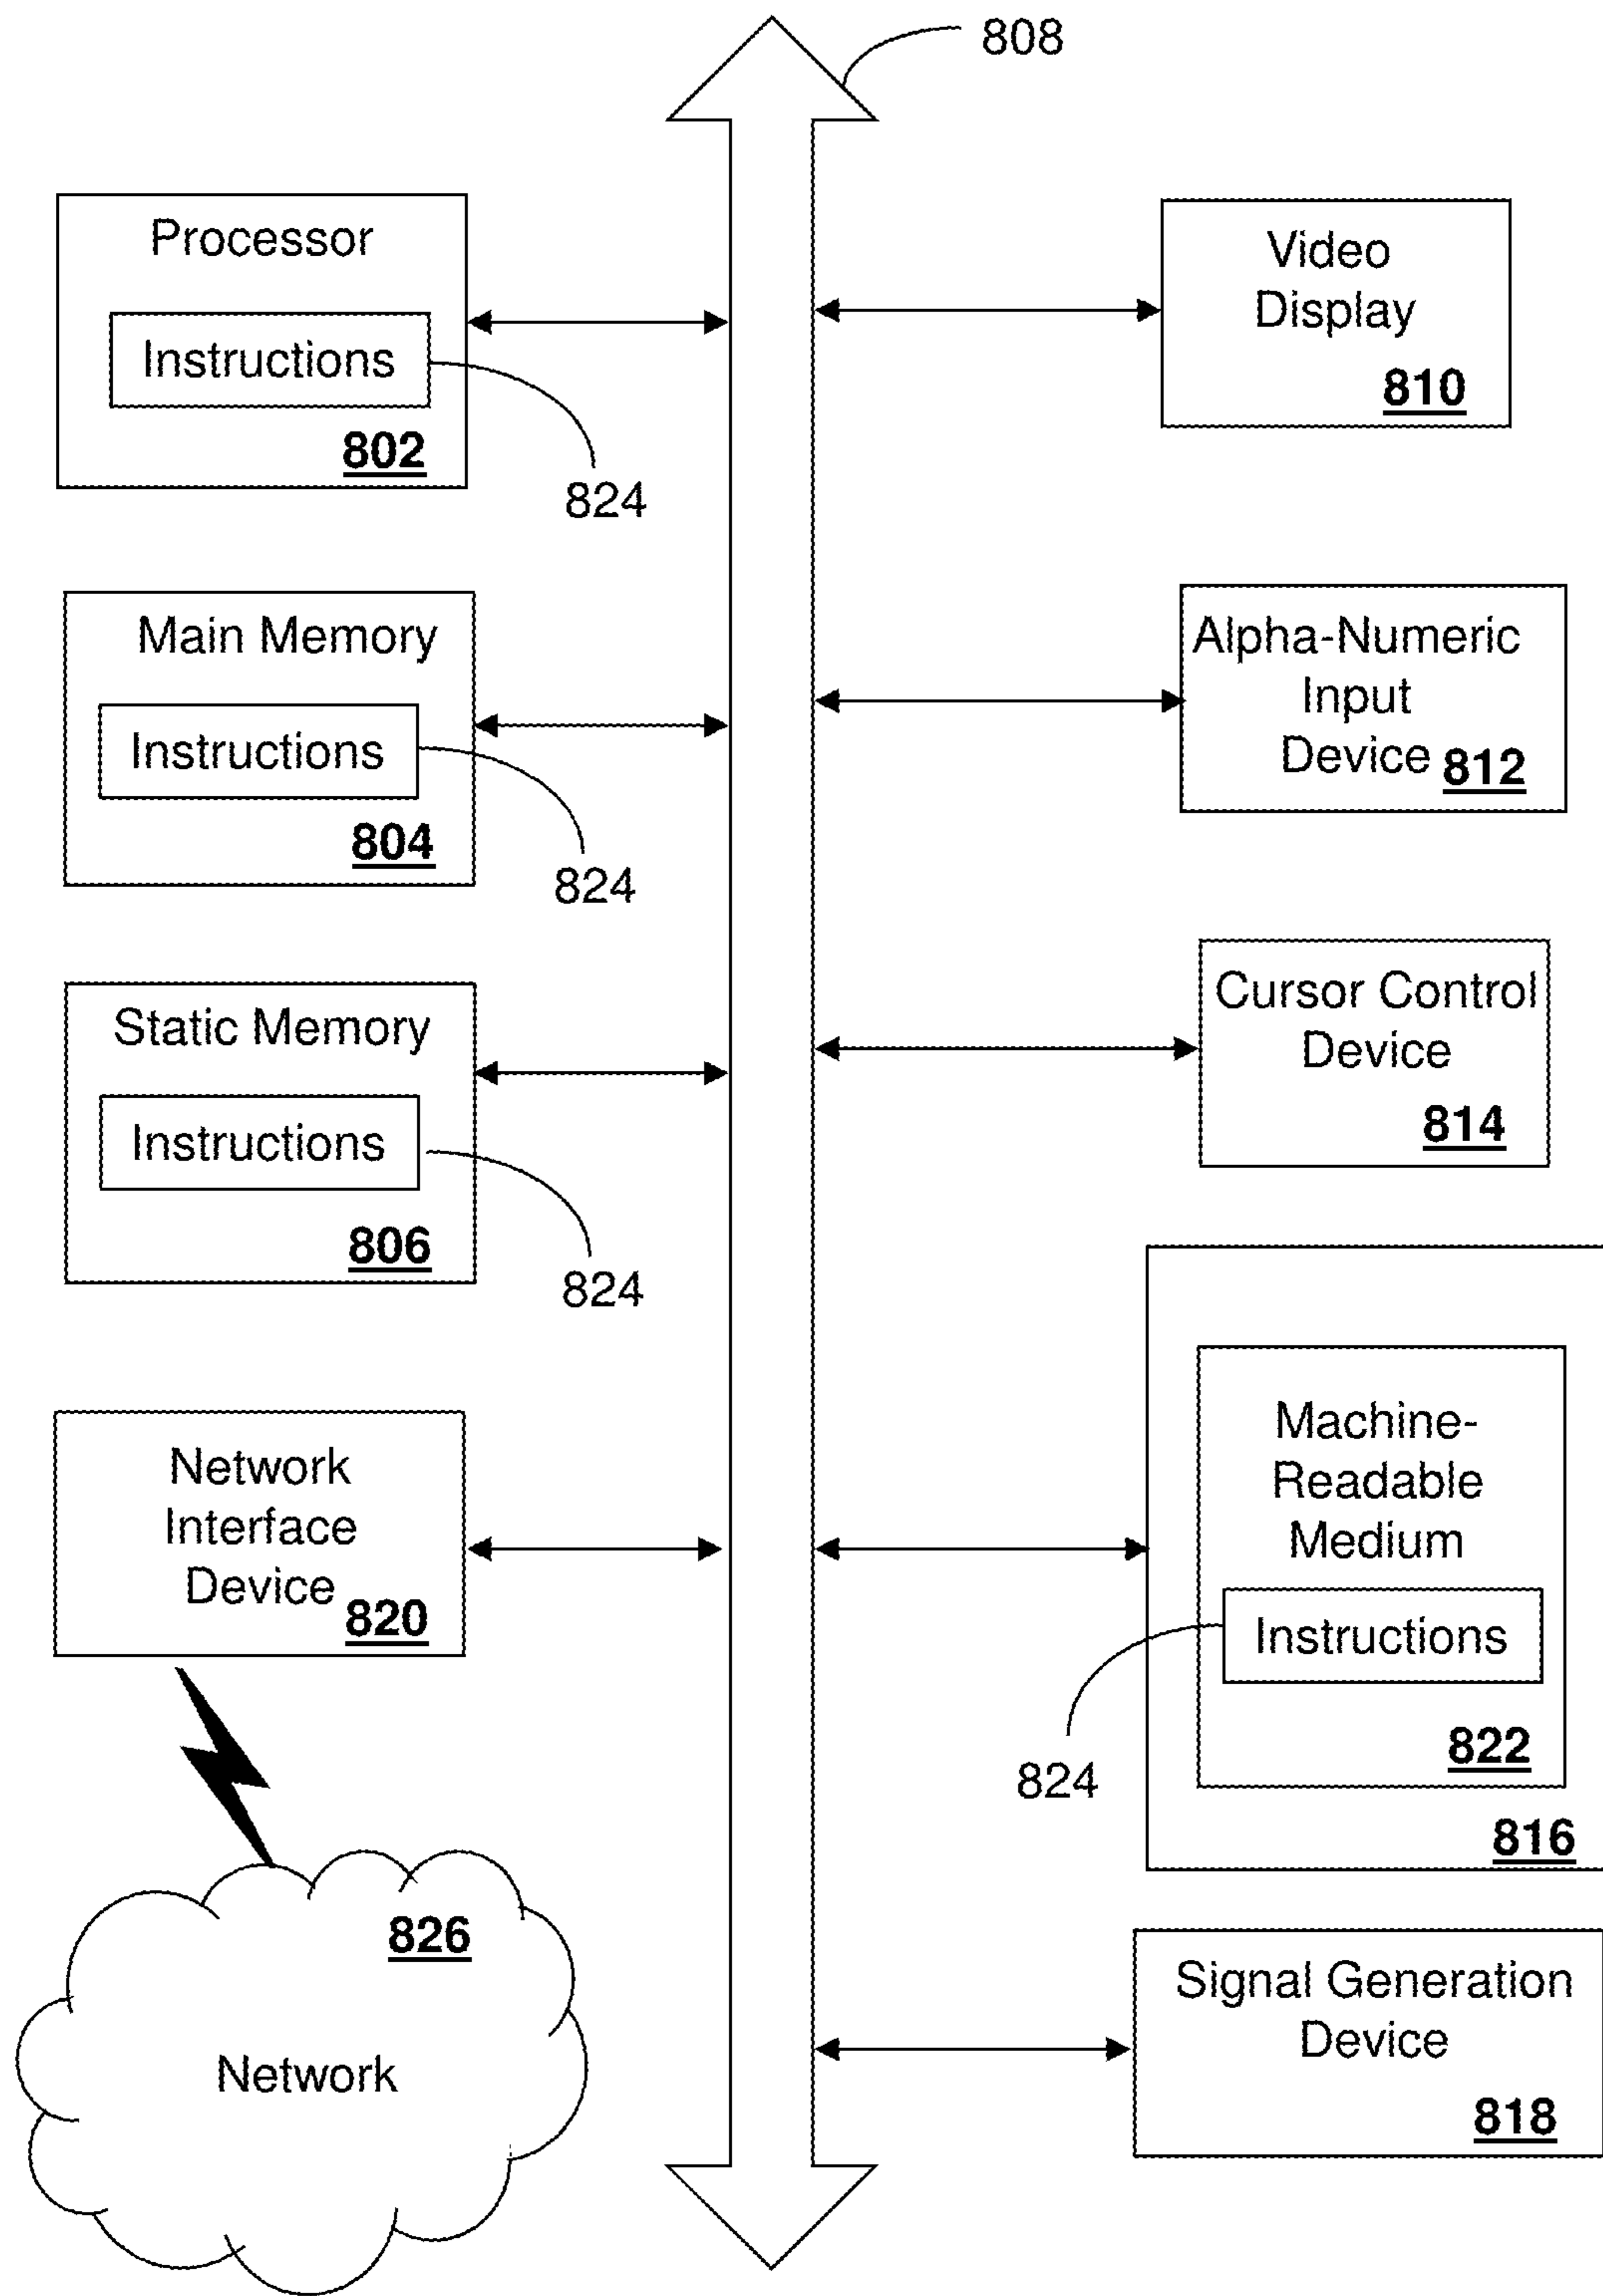 808
Processor
Instructions
802
824
Main Memory
Instructions
804
824
Static Memory
Instructions
806
824
Network
Interface
Device 820
826
Network
Video
Display
810
Alpha-Numeric
Input
Device 812
Cursor Control
Device
814
Machine-
Readable
Medium
Instructions
822
824
816
Signal Generation
Device
818